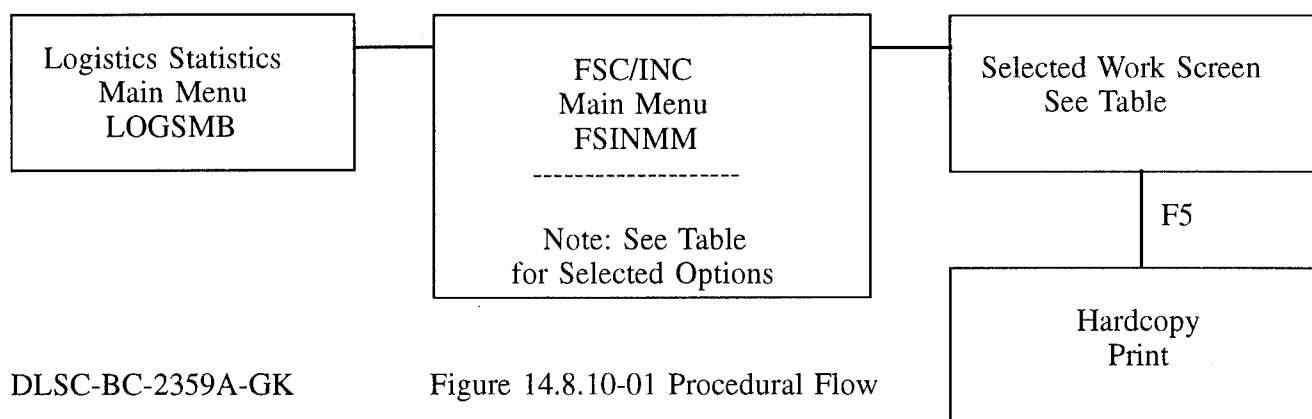 Logistics Statistics
Main Menu
LOGSMB
FSC/INC
Main Menu
FSINMM
--------------------
Note: See Table
for Selected Options
Selected Work Screen
See Table
F5
Hardcopy
Print
DLSC-BC-2359A-GK
Figure 14.8.10-01 Procedural Flow